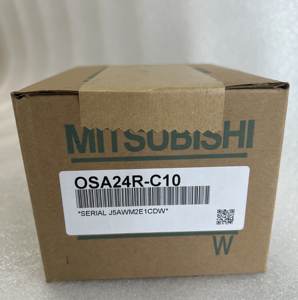 MITSUBISHI
OSA24R-C10
*SERIAL J5AWM2E1CDW*
W